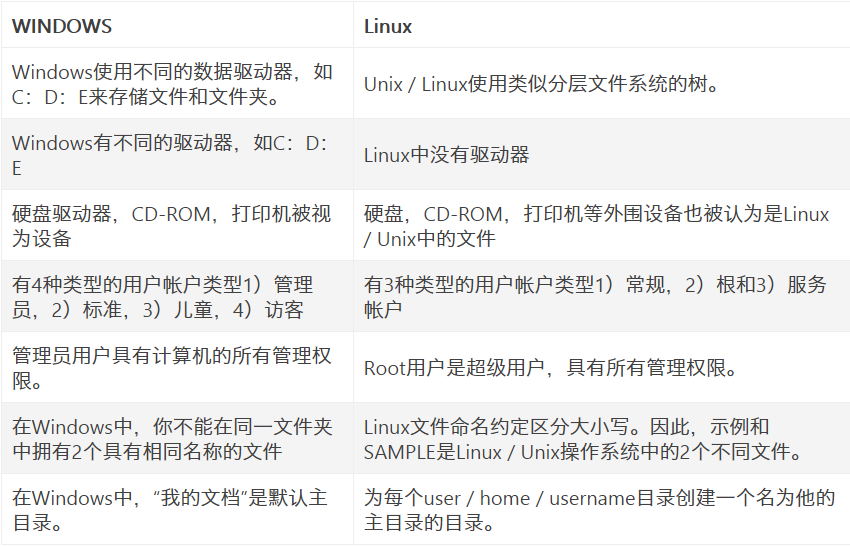 WINDOWS
Linux
Windows使用不同的数据驱动器，如
C：D：E来存储文件和文件夹。
Unix / Linux使用类似分层文件系统的树。
Windows有不同的驱动器，如C：D：
E
Linux中没有驱动器
硬盘驱动器，CD-ROM，打印机被视
为设备
硬盘，CD-ROM，打印机等外围设备也被认为是Linux
/ Unix中的文件
有4种类型的用户帐户类型1）管理
员，2）标准，3）儿童，4）访客
有3种类型的用户帐户类型1）常规，2）根和3）服务
帐户
管理员用户具有计算机的所有管理权
限。
Root用户是超级用户，具有所有管理权限。
在Windows中，你不能在同一文件夹
中拥有2个具有相同名称的文件
Linux文件命名约定区分大小写。因此，示例和
SAMPLE是Linux / Unix操作系统中的2个不同文件。
在Windows中，“我的文档”是默认主
目录。
为每个user / home / username目录创建一个名为他的
主目录的目录。